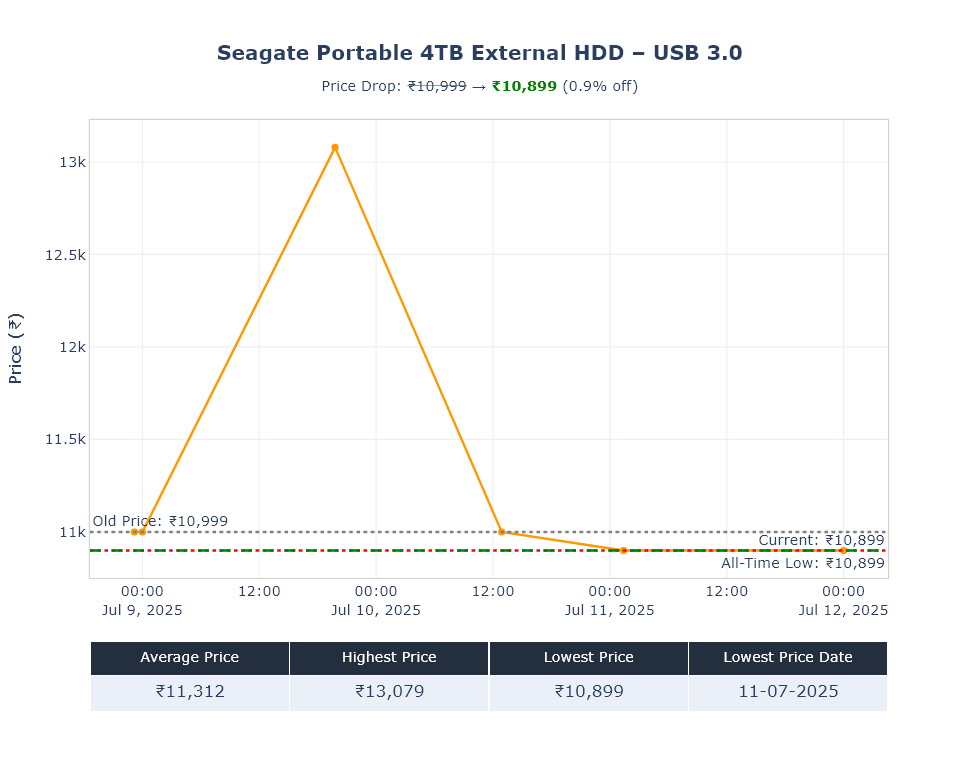 Seagate Portable 4TB External HDD – USB 3.0
Price Drop: ₹10,999 → ₹10,899 (0.9% off)
Price (₹)
13k
12.5k
12k
11.5k
11k
Old Price: ₹10,999
Current: ₹10,899
All-Time Low: ₹10,899
00:00 12:00 00:00 12:00 00:00 12:00 00:00
Jul 9, 2025 Jul 10, 2025 Jul 11, 2025 Jul 12, 2025
Average Price Highest Price Lowest Price Lowest Price Date
₹11,312 ₹13,079 ₹10,899 11-07-2025